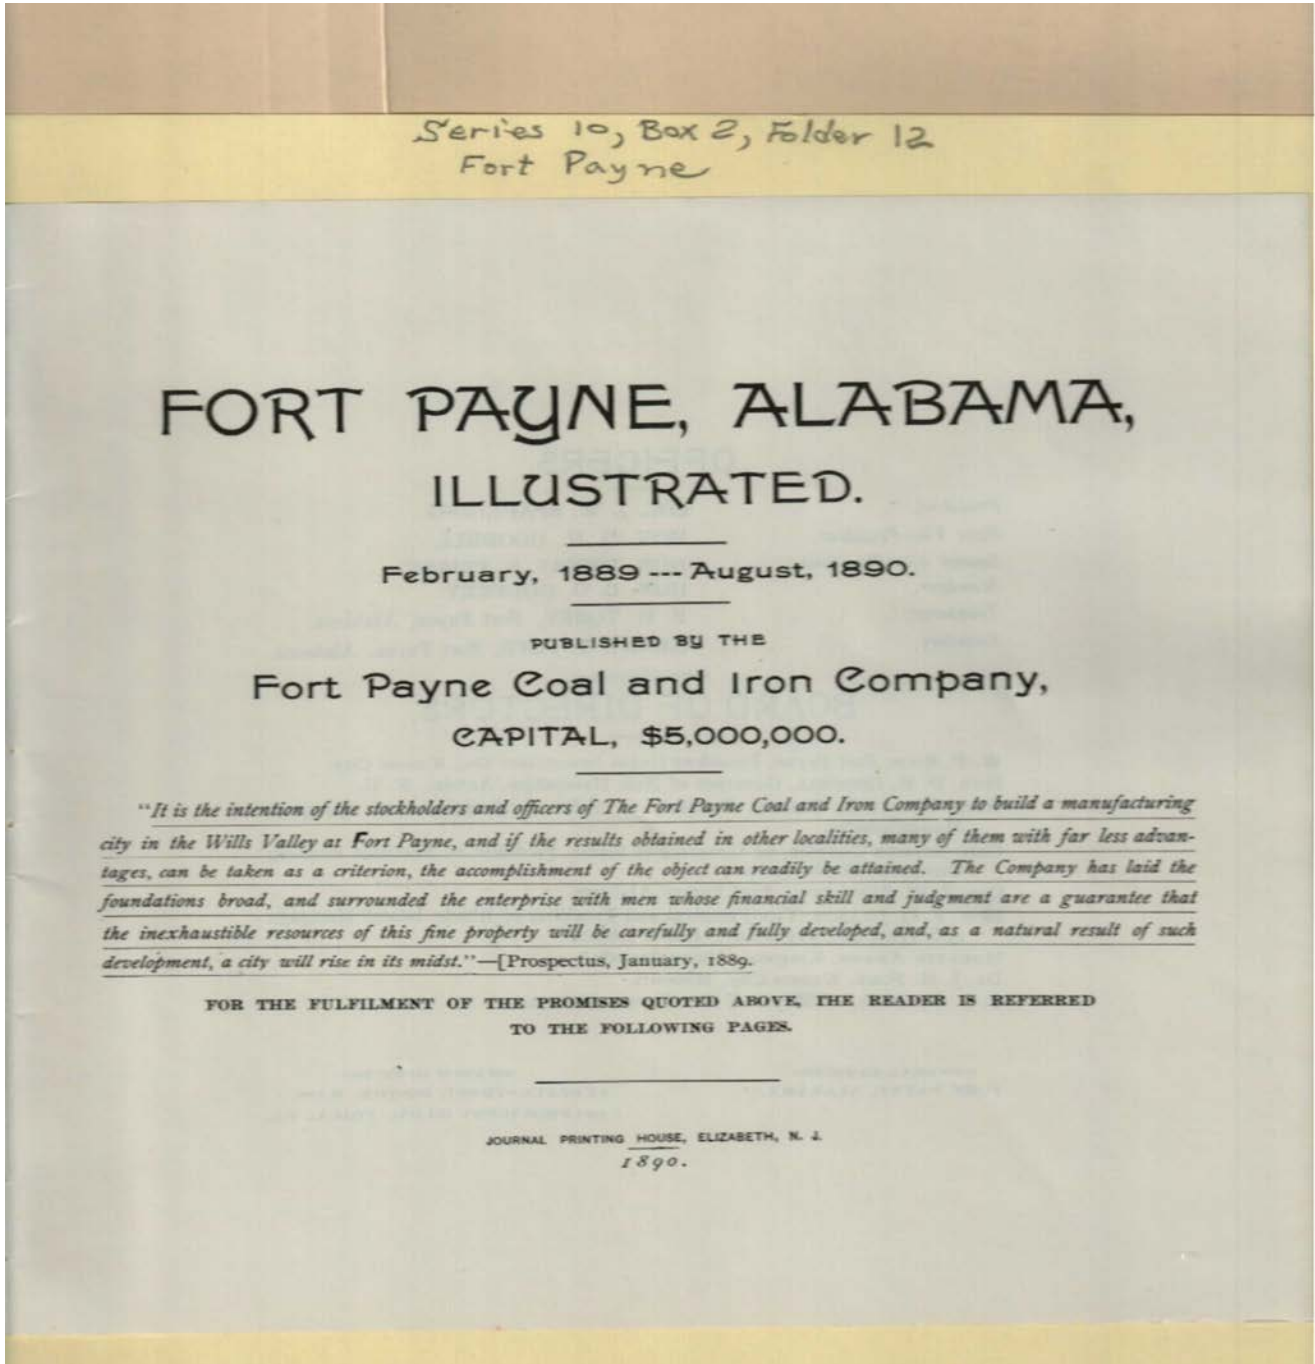 Series 10, Box 2, Folder 12
Fort Payne
FORT PAYNE, ALABAMA,
ILLUSTRATED.
February, 1889 --- August, 1890.
PUBLISHED BY THE
Fort Payne Coal and Iron Company,
CAPITAL, $5,000,000.
"It is the intention of the stockholders and officers of The Fort Payne Coal and Iron Company to build a manufacturing
city in the Wills Valley at Fort Payne, and if the results obtained in other localities, many of them with far less advan-
tages, can be taken as a criterion, the accomplishment of the object can readily be attained. The Company has laid the
foundations broad, and surrounded the enterprise with men whose financial skill and judgment are a guarantee that
the inexhaustible resources of this fine property will be carefully and fully developed, and, as a natural result of such
development, a city will rise in its midst."—[Prospectus, January, 1889.
FOR THE FULFILMENT OF THE PROMISES QUOTED ABOVE, THE READER IS REFERRED
TO THE FOLLOWING PAGES.
JOURNAL PRINTING HOUSE, ELIZABETH, N. J.
1890.